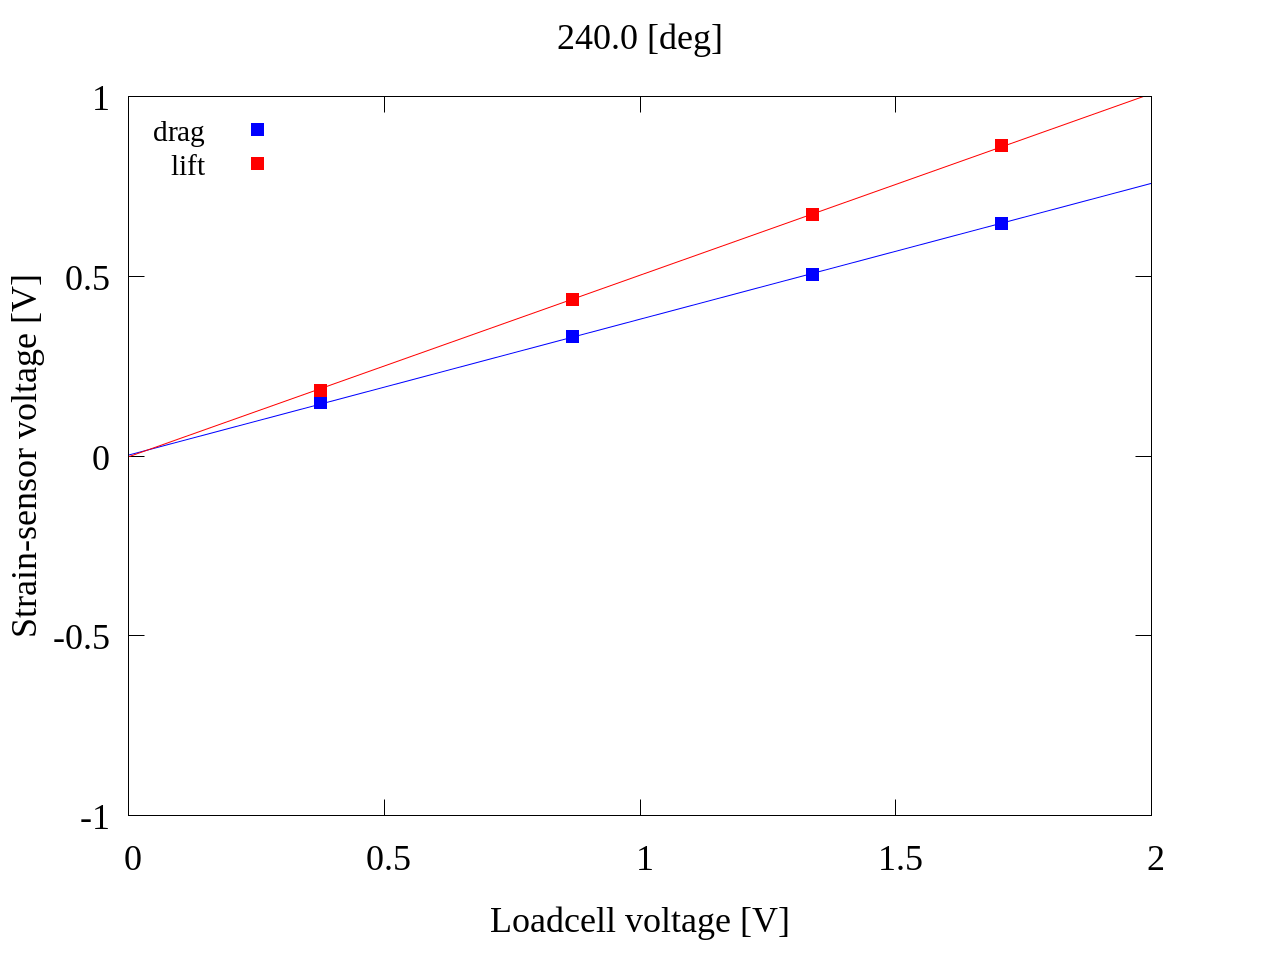 240.0 [deg]
drag
lift
1
0.5
0
-0.5
-1
Strain-sensor voltage [V]
0 0.5 1 1.5 2
Loadcell voltage [V]